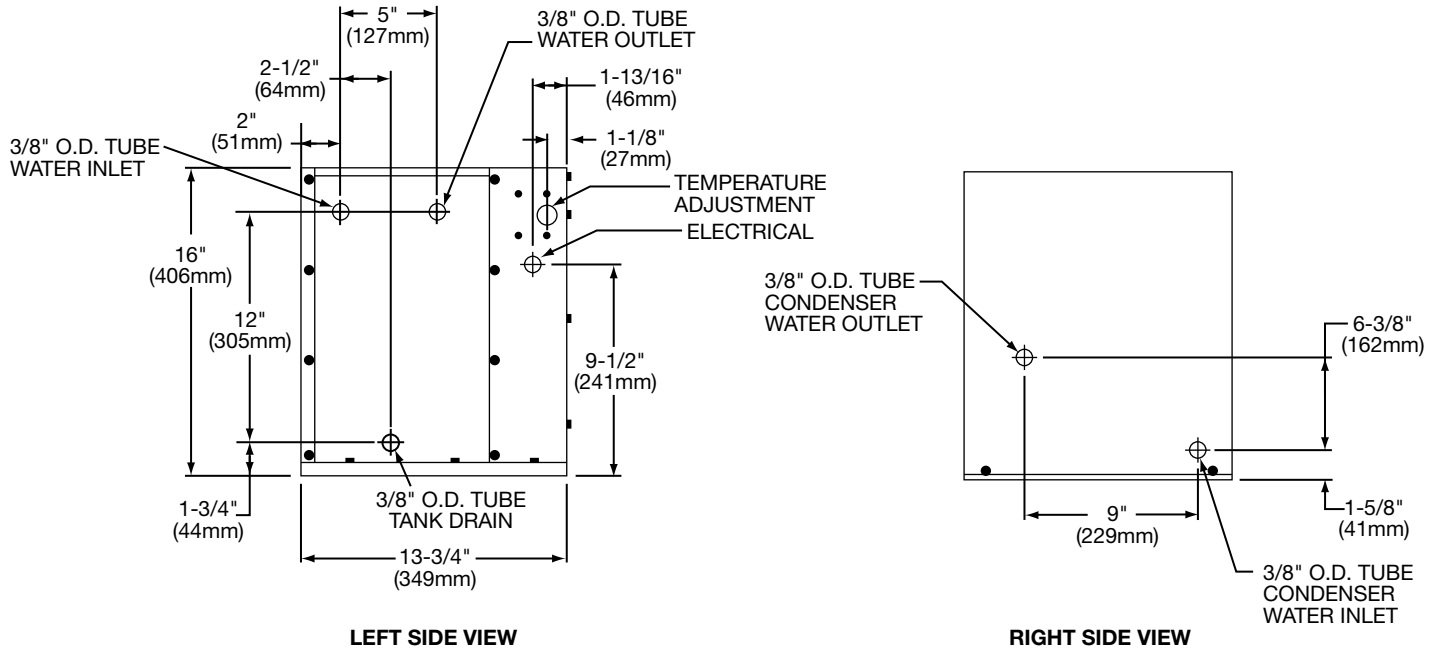 5"
(127mm)
3/8" O.D. TUBE
WATER OUTLET
2-1/2"
(64mm)
1-13/16"
(46mm)
2"
(51mm)
3/8" O.D. TUBE
WATER INLET
1-1/8"
(27mm)
TEMPERATURE
ADJUSTMENT
ELECTRICAL
16"
(406mm)
12"
(305mm)
9-1/2"
(241mm)
1-3/4"
(44mm)
3/8" O.D. TUBE
TANK DRAIN
13-3/4"
(349mm)
LEFT SIDE VIEW
3/8" O.D. TUBE
CONDENSER
WATER OUTLET
6-3/8"
(162mm)
9"
(229mm)
1-5/8"
(41mm)
3/8" O.D. TUBE
CONDENSER
WATER INLET
RIGHT SIDE VIEW